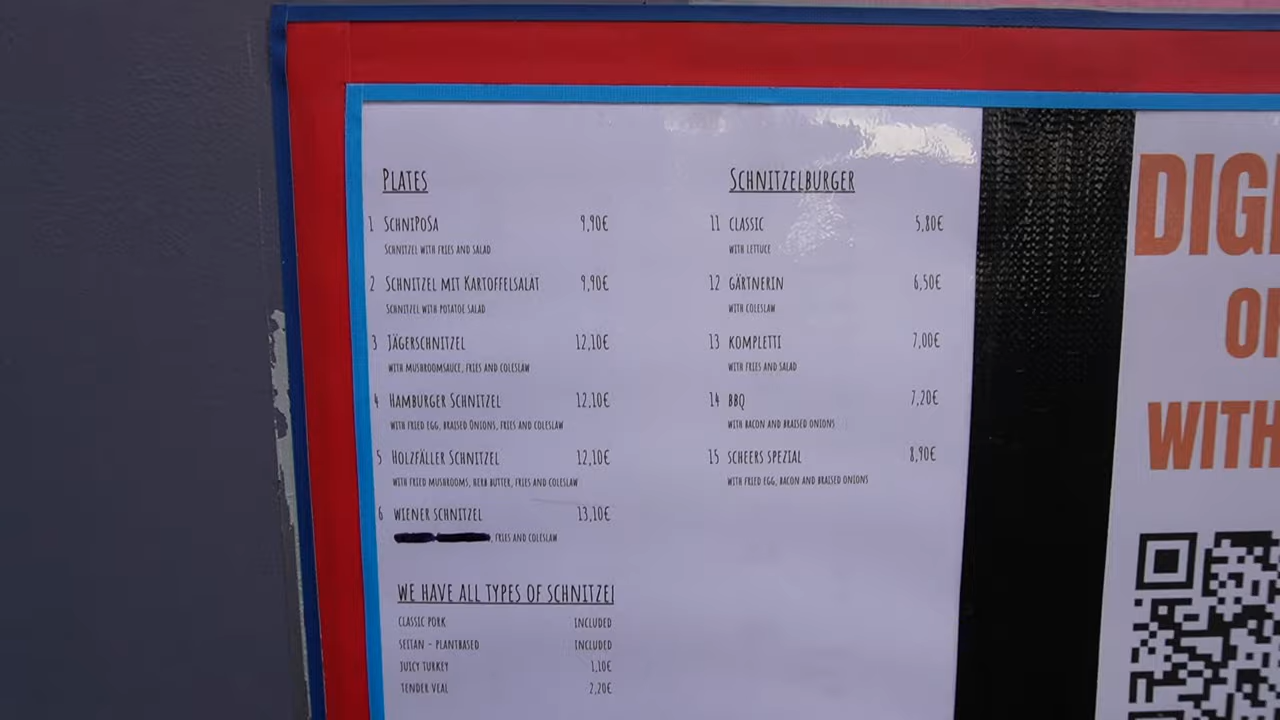 PLATES
1 SCHNIPOSA 9,90€
SCHNITZEL WITH FRIES AND SALAD
2 SCHNITZEL MIT KARTOFFELSALAT 9,90€
SCHNITZEL WITH POTATOE SALAD
3 JÄGERSCHNITZEL 12,10€
WITH MUSHROOMSAUCE, FRIES AND COLESLAW
4 HAMBURGER SCHNITZEL 12,10€
WITH FRIED EGG, BRAISED ONIONS, FRIES AND COLESLAW
5 HOLZFÄLLER SCHNITZEL 12,10€
WITH FRIED MUSHROOMS, HERB BUTTER, FRIES AND COLESLAW
6 WIENER SCHNITZEL 13,10€
, FRIES AND COLESLAW
WE HAVE ALL TYPES OF SCHNITZEL
CLASSIC PORK INCLUDED
SEITAN - PLANTBASED INCLUDED
JUICY TURKEY 1,10€
TENDER VEAL 2,20€
SCHNITZELBURGER
11 CLASSIC 5,80€
WITH LETTUCE
12 GÄRTNERIN 6,50€
WITH COLESLAW
13 KOMPLETTI 7,00€
WITH FRIES AND SALAD
14 BBQ 7,20€
WITH BACON AND BRAISED ONIONS
15 SCHEERS SPEZIAL 8,90€
WITH FRIED EGG, BACON AND BRAISED ONIONS
DIGI
WITH